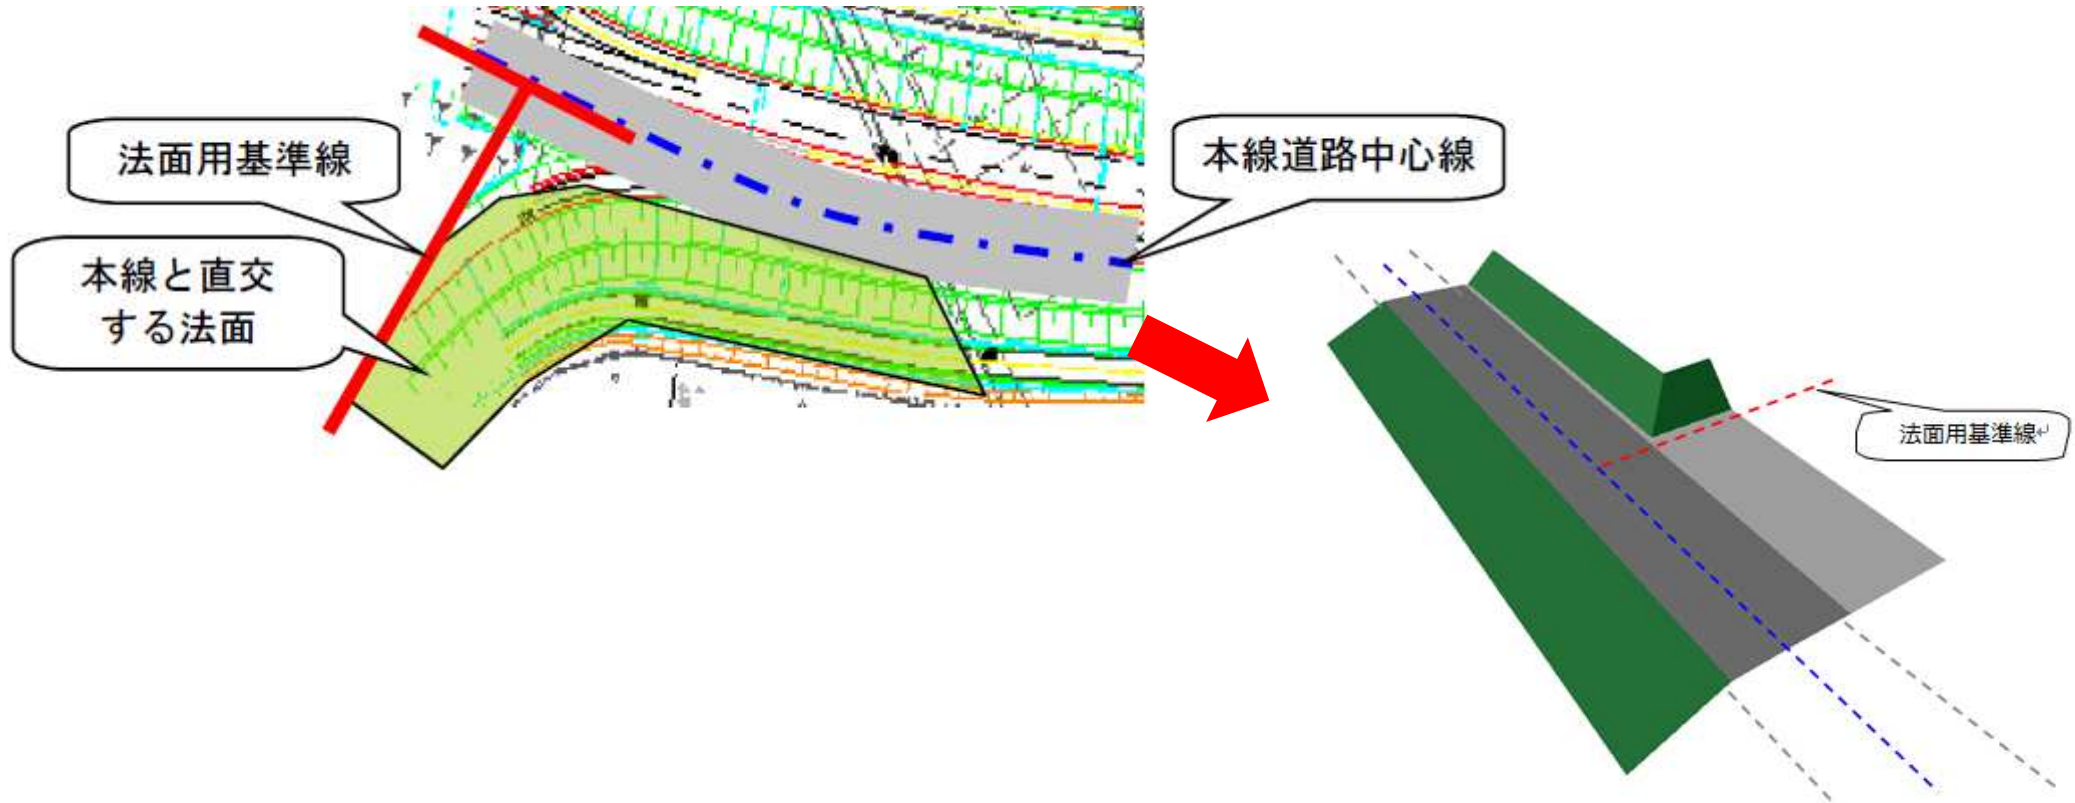 法面用基準線
本線と直交
する法面
本線道路中心線
法面用基準線↵